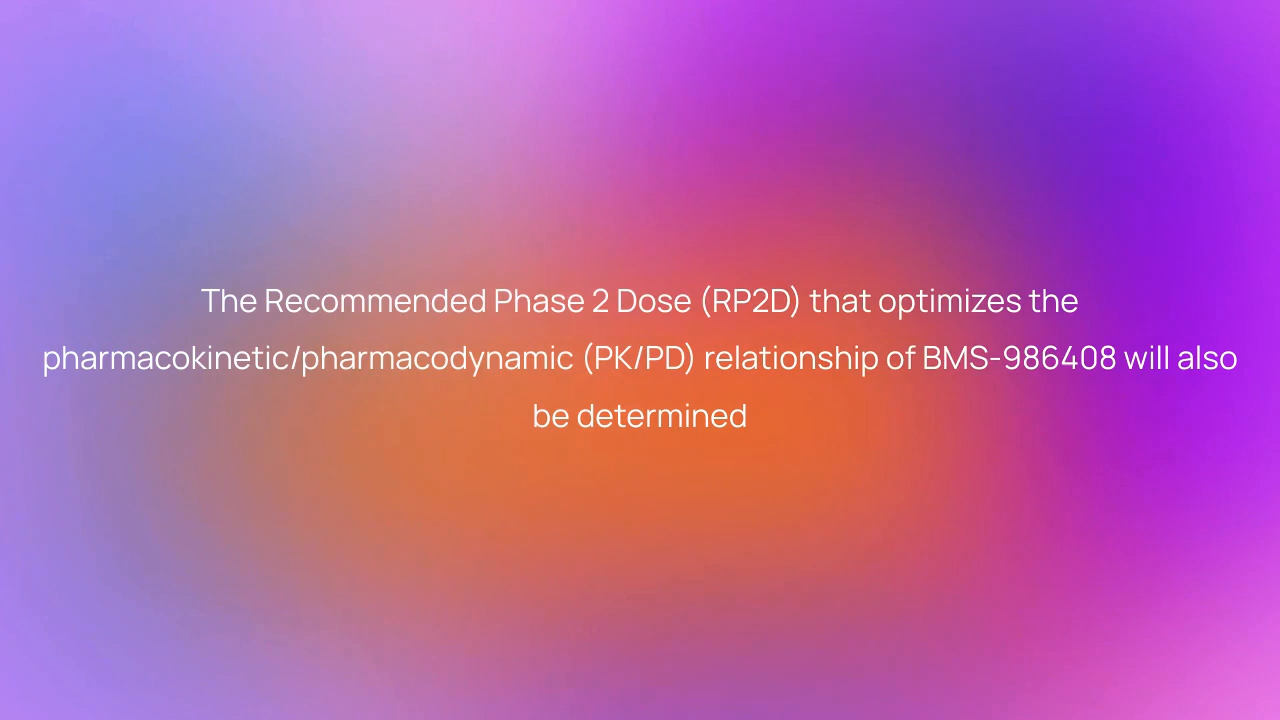 The Recommended Phase 2 Dose (RP2D) that optimizes the
pharmacokinetic/pharmacodynamic (PK/PD) relationship of BMS-986408 will also
be determined